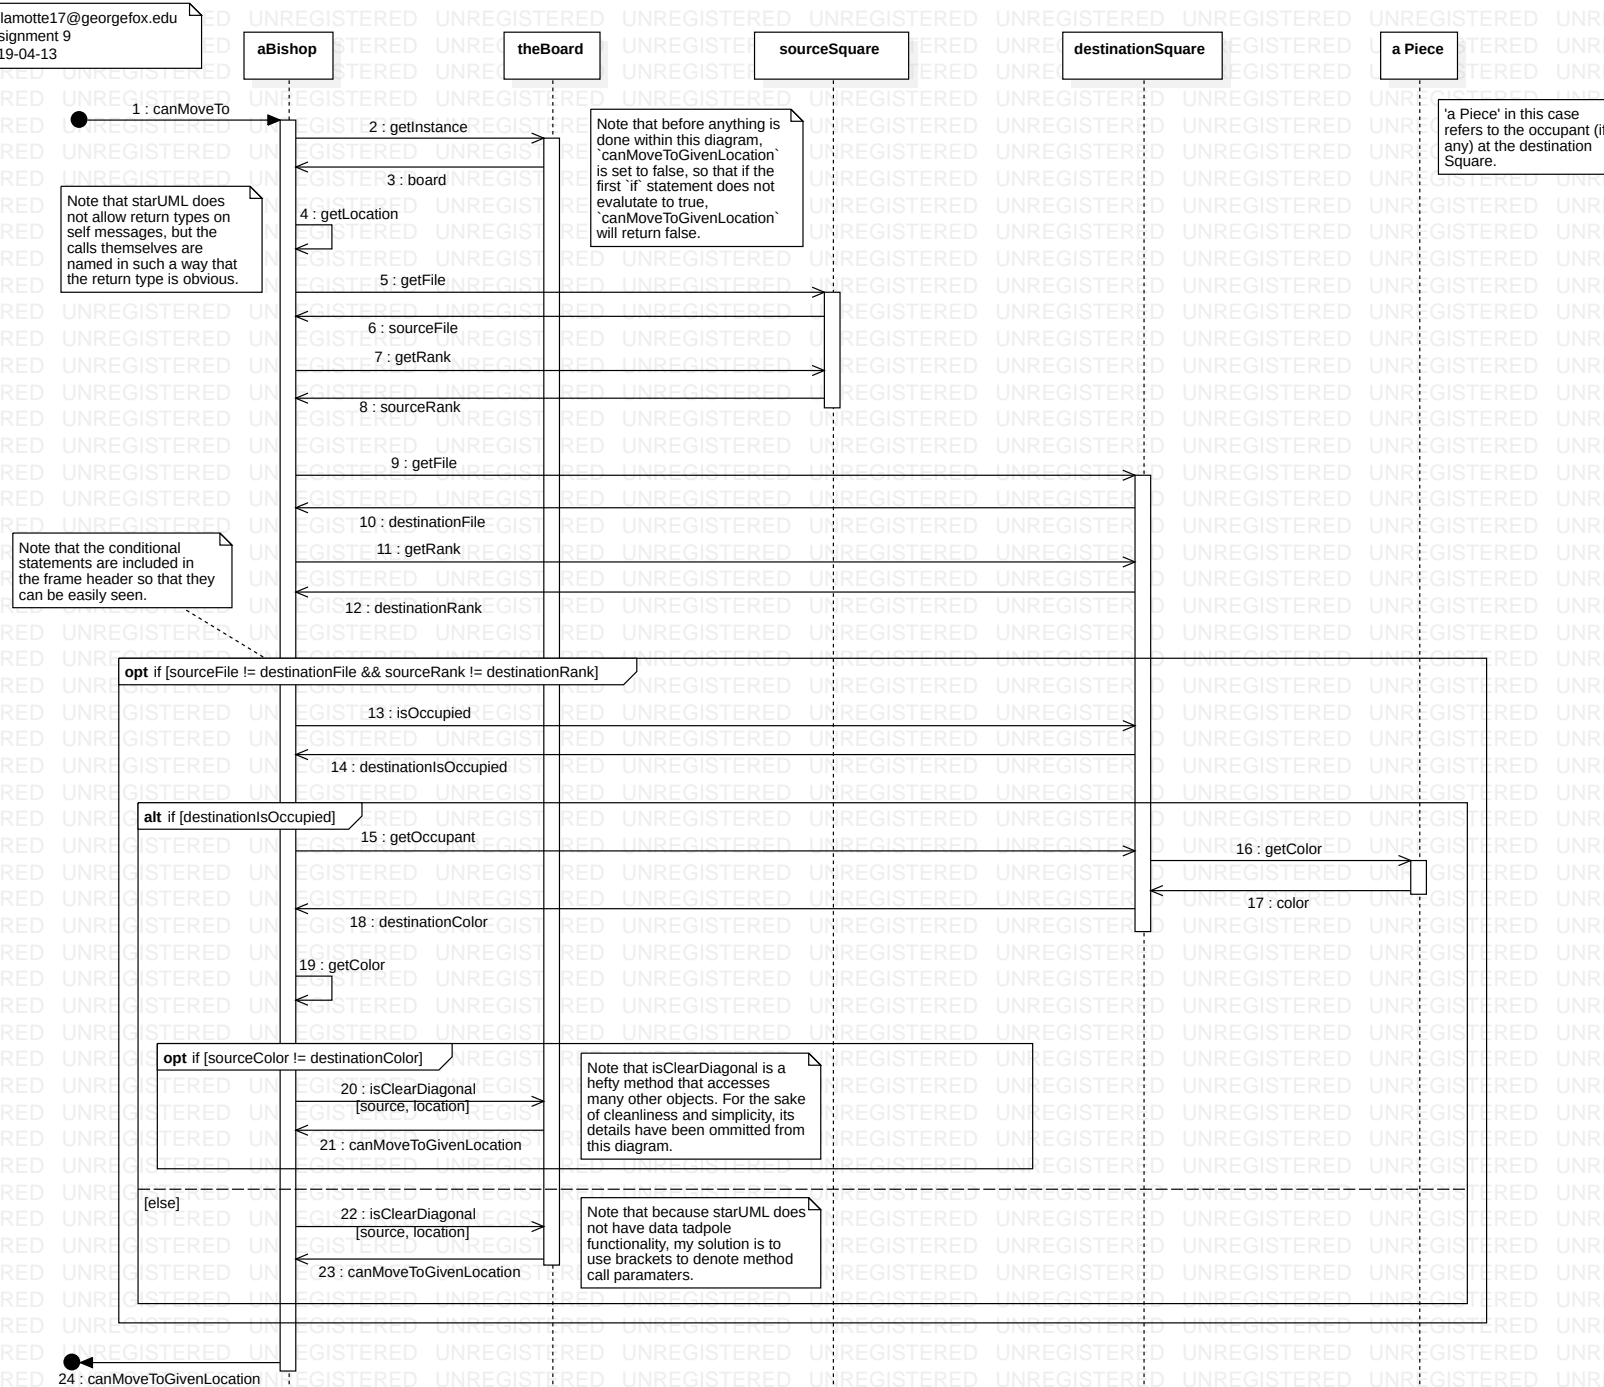 lamotte17@georgefox.edu
signment 9
19-04-13
aBishop
theBoard
sourceSquare
destinationSquare
a Piece
1 : canMoveTo
2 : getInstance
3 : board
Note that before anything is
done within this diagram,
`canMoveToGivenLocation`
is set to false, so that if the
first `if` statement does not
evalutate to true,
`canMoveToGivenLocation`
will return false.
'a Piece' in this case
refers to the occupant (if
any) at the destination
Square.
Note that starUML does
not allow return types on
self messages, but the
calls themselves are
named in such a way that
the return type is obvious.
4 : getLocation
5 : getFile
6 : sourceFile
7 : getRank
8 : sourceRank
9 : getFile
10 : destinationFile
11 : getRank
12 : destinationRank
Note that the conditional
statements are included in
the frame header so that they
can be easily seen.
opt if [sourceFile != destinationFile && sourceRank != destinationRank]
13 : isOccupied
14 : destinationIsOccupied
alt if [destinationIsOccupied]
15 : getOccupant
16 : getColor
17 : color
18 : destinationColor
19 : getColor
opt if [sourceColor != destinationColor]
20 : isClearDiagonal
[source, location]
21 : canMoveToGivenLocation
Note that isClearDiagonal is a
hefty method that accesses
many other objects. For the sake
of cleanliness and simplicity, its
details have been ommitted from
this diagram.
[else]
22 : isClearDiagonal
[source, location]
23 : canMoveToGivenLocation
Note that because starUML does
not have data tadpole
functionality, my solution is to
use brackets to denote method
call paramaters.
24 : canMoveToGivenLocation